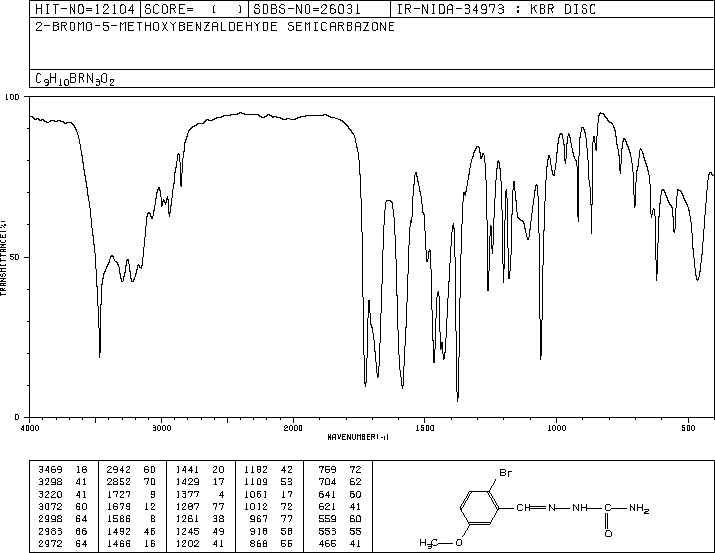 HIT-NO=12104 SCORE= ( ) SDBS-NO=26031 IR-NIDA-34973 : KBR DISC
2-BROMO-5-METHOXYBENZALDEHYDE SEMICARBAZONE
C9H10BRN3O2
100
50
0
TRANSMITTANCE(%)
4000 3000 2000 1500 1000 500
WAVENUMBER(-1)
3469 18 2942 60 1441 20 1182 42 759 72
3298 41 2852 70 1429 17 1109 53 704 62
3220 41 1727 9 1377 4 1061 17 641 60
3072 60 1679 12 1287 77 1012 72 621 41
2998 64 1586 8 1261 38 967 77 559 60
2983 66 1492 46 1245 49 918 58 553 55
2972 64 1466 16 1202 41 868 55 466 41
Br
CH=N-NH-C-NH2
O
CH3-O